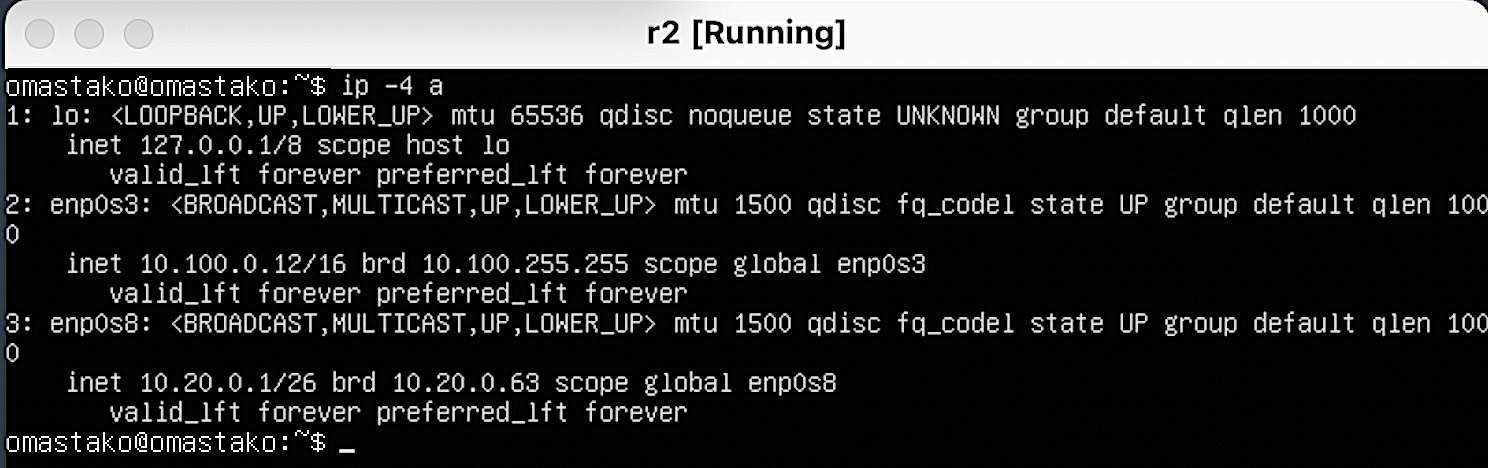 r2 [Running]
omastako@omastako:~$ ip -4 a
1: lo: <LOOPBACK,UP,LOWER_UP> mtu 65536 qdisc noqueue state UNKNOWN group default qlen 1000
    inet 127.0.0.1/8 scope host lo
       valid_lft forever preferred_lft forever
2: enp0s3: <BROADCAST,MULTICAST,UP,LOWER_UP> mtu 1500 qdisc fq_codel state UP group default qlen 100
0
    inet 10.100.0.12/16 brd 10.100.255.255 scope global enp0s3
       valid_lft forever preferred_lft forever
3: enp0s8: <BROADCAST,MULTICAST,UP,LOWER_UP> mtu 1500 qdisc fq_codel state UP group default qlen 100
0
    inet 10.20.0.1/26 brd 10.20.0.63 scope global enp0s8
       valid_lft forever preferred_lft forever
omastako@omastako:~$ _